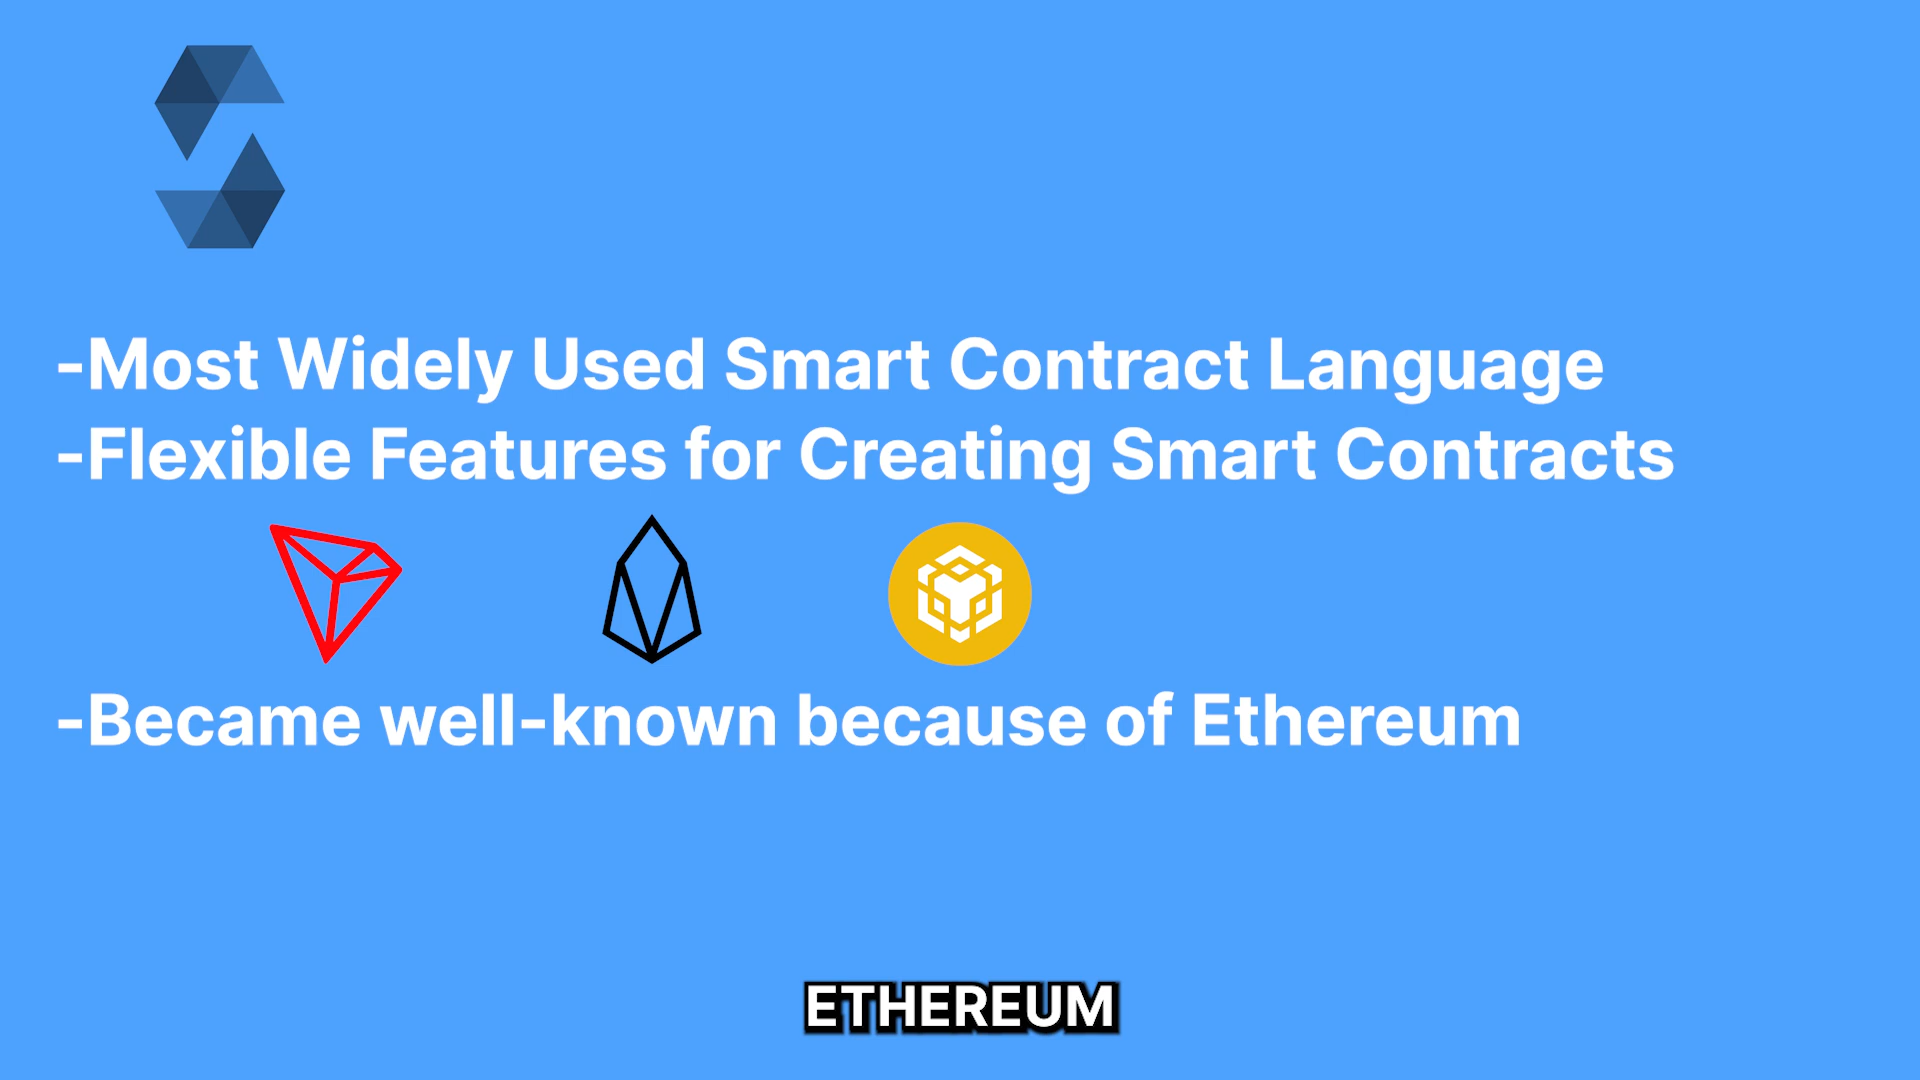 -Most Widely Used Smart Contract Language
-Flexible Features for Creating Smart Contracts
-Became well-known because of Ethereum
ETHEREUM